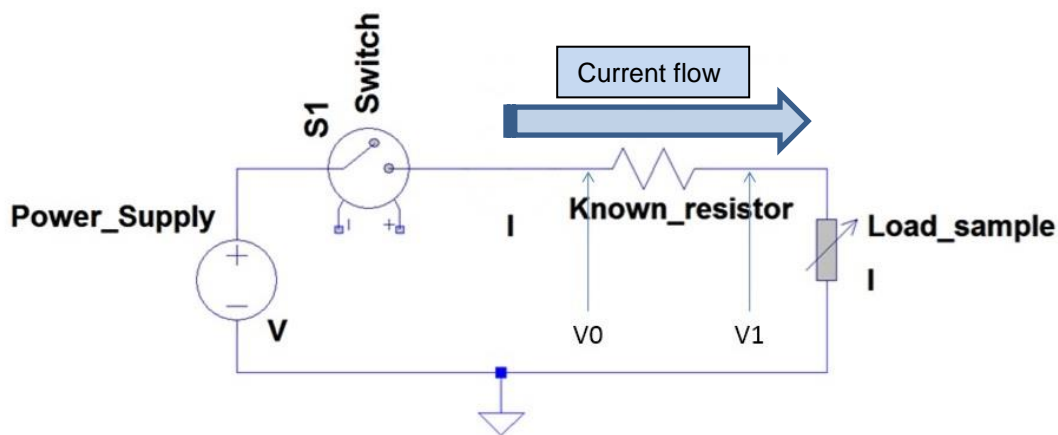 Current flow
S1
Switch
Power_Supply
+
−
V
I
+
I
Known_resistor
V0
V1
Load_sample
I